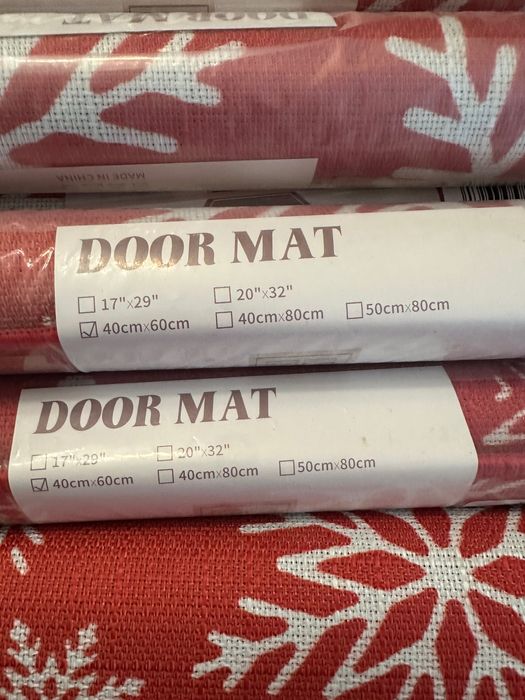 DOOR MAT
MADE IN CHINA
DOOR MAT
☐ 17"x29" ☐ 20"x32"
☑ 40cmx60cm ☐ 40cmx80cm ☐ 50cmx80cm
DOOR MAT
☐ 17"x29" ☐ 20"x32"
☑ 40cmx60cm ☐ 40cmx80cm ☐ 50cmx80cm